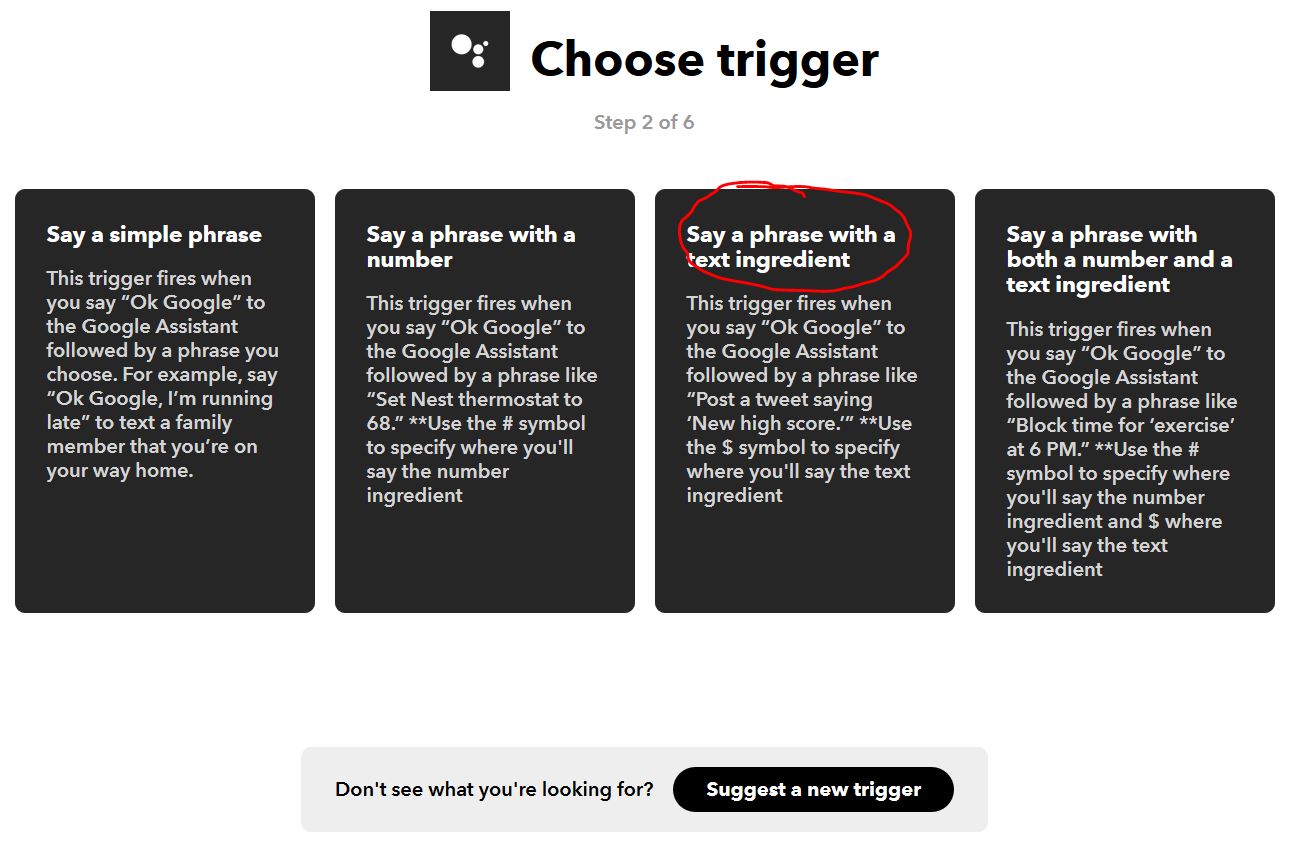 Choose trigger
Step 2 of 6
Say a simple phrase
This trigger fires when
you say “Ok Google” to
the Google Assistant
followed by a phrase you
choose. For example, say
“Ok Google, I’m running
late” to text a family
member that you’re on
your way home.
Say a phrase with a
number
This trigger fires when
you say “Ok Google” to
the Google Assistant
followed by a phrase like
“Set Nest thermostat to
68.” **Use the # symbol
to specify where you'll
say the number
ingredient
Say a phrase with a
text ingredient
This trigger fires when
you say “Ok Google” to
the Google Assistant
followed by a phrase like
“Post a tweet saying
‘New high score.’” **Use
the $ symbol to specify
where you'll say the text
ingredient
Say a phrase with
both a number and a
text ingredient
This trigger fires when
you say “Ok Google” to
the Google Assistant
followed by a phrase like
“Block time for ‘exercise’
at 6 PM.” **Use the #
symbol to specify where
you'll say the number
ingredient and $ where
you'll say the text
ingredient
Don't see what you're looking for?
Suggest a new trigger